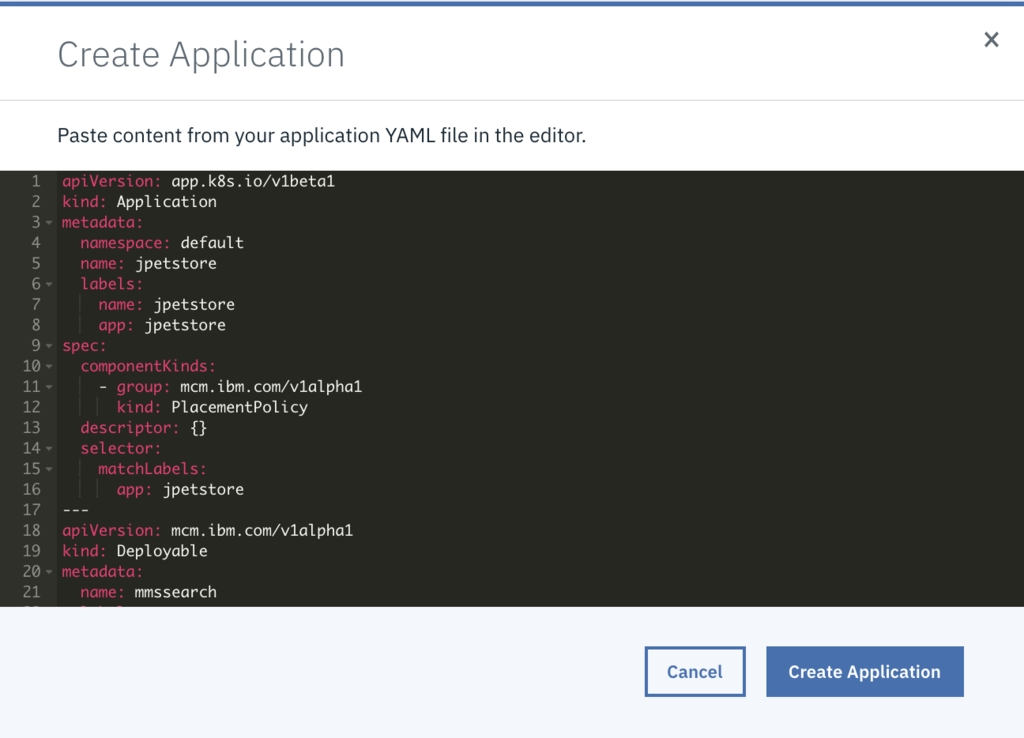 Create Application
×
Paste content from your application YAML file in the editor.
1 apiVersion: app.k8s.io/v1beta1
2 kind: Application
3 metadata:
4   namespace: default
5   name: jpetstore
6   labels:
7     name: jpetstore
8     app: jpetstore
9 spec:
10   componentKinds:
11     - group: mcm.ibm.com/v1alpha1
12       kind: PlacementPolicy
13   descriptor: {}
14   selector:
15     matchLabels:
16       app: jpetstore
17 ---
18 apiVersion: mcm.ibm.com/v1alpha1
19 kind: Deployable
20 metadata:
21   name: mmssearch
Cancel
Create Application